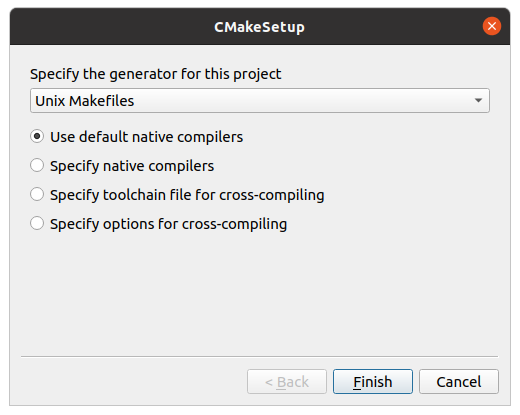 CMakeSetup
Specify the generator for this project
Unix Makefiles
Use default native compilers
Specify native compilers
Specify toolchain file for cross-compiling
Specify options for cross-compiling
< Back Finish Cancel